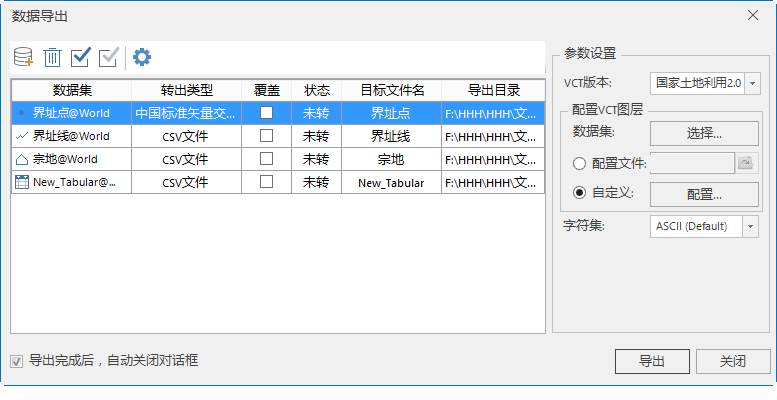 数据导出
数据集 转出类型 覆盖 状态 目标文件名 导出目录
界址点@World 中国标准矢量交... 未转 界址点 F:\HHH\HHH\文...
界址线@World CSV文件 未转 界址线 F:\HHH\HHH\文...
宗地@World CSV文件 未转 宗地 F:\HHH\HHH\文...
New_Tabular@... CSV文件 未转 New_Tabular F:\HHH\HHH\文...
参数设置
VCT版本: 国家土地利用2.0
配置VCT图层
数据集: 选择...
配置文件:
自定义: 配置...
字符集: ASCII (Default)
导出完成后，自动关闭对话框
导出 关闭